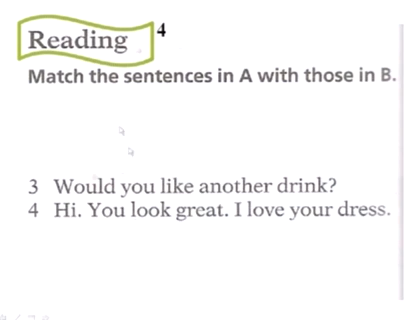 Reading 4
Match the sentences in A with those in B.
3 Would you like another drink?
4 Hi. You look great. I love your dress.